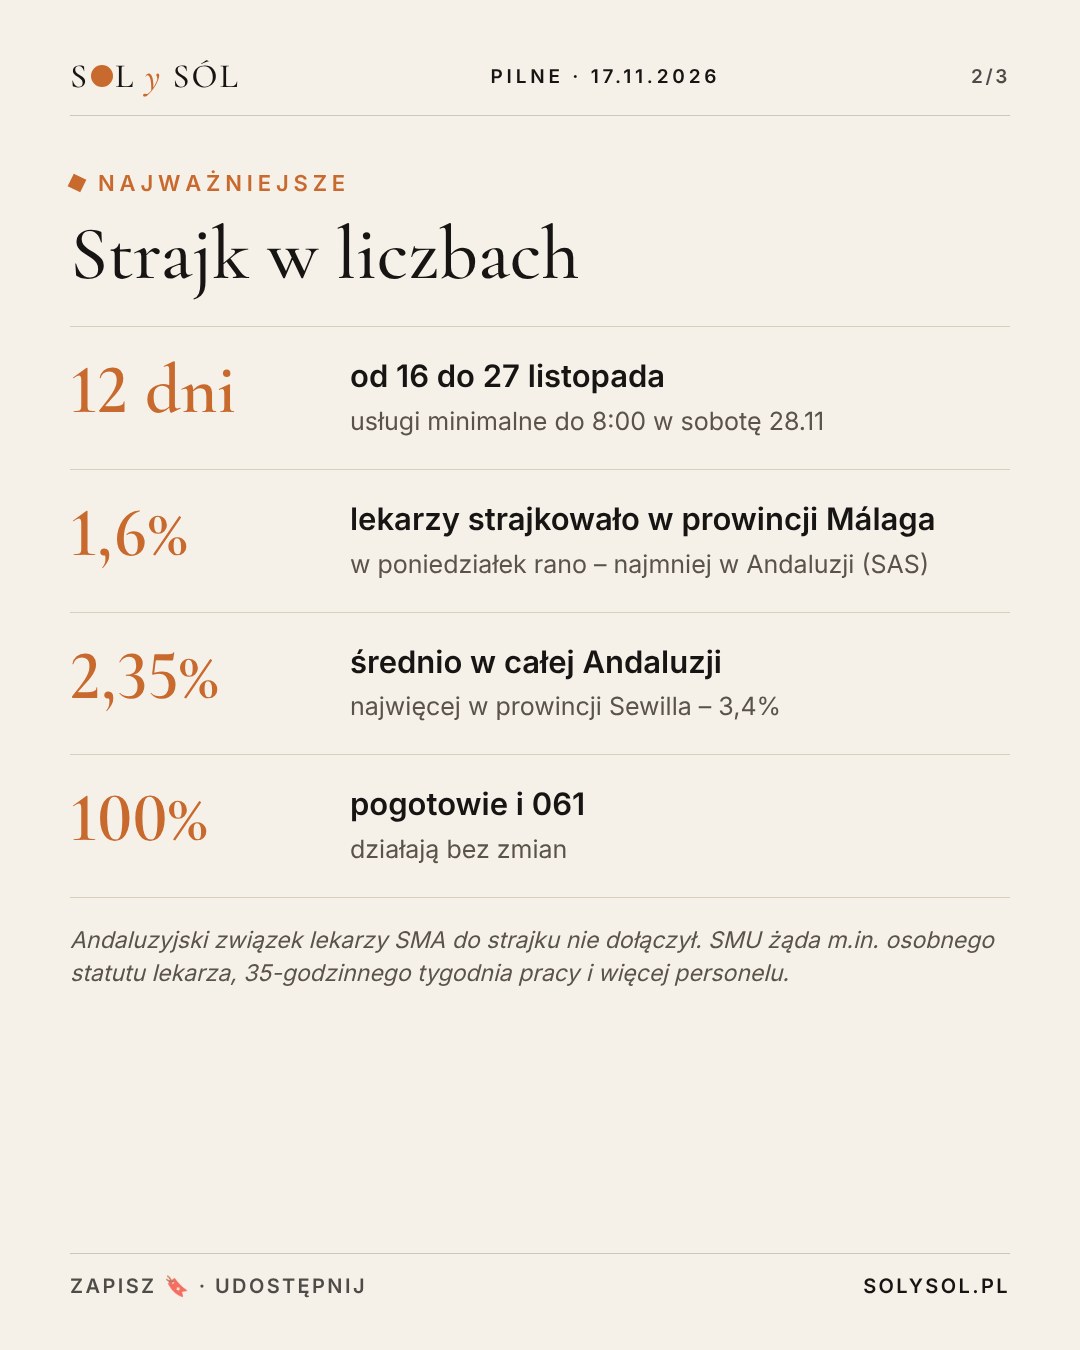 SOL y SÓL
PILNE · 17.11.2026
2/3
NAJWAŻNIEJSZE
Strajk w liczbach
12 dni
od 16 do 27 listopada
usługi minimalne do 8:00 w sobotę 28.11
1,6%
lekarzy strajkowało w prowincji Málaga
w poniedziałek rano – najmniej w Andaluzji (SAS)
2,35%
średnio w całej Andaluzji
najwięcej w prowincji Sewilla – 3,4%
100%
pogotowie i 061
działają bez zmian
Andaluzyjski związek lekarzy SMA do strajku nie dołączył. SMU żąda m.in. osobnego
statutu lekarza, 35-godzinnego tygodnia pracy i więcej personelu.
ZAPISZ 🔖 · UDOSTĘPNIJ
SOLYSOL.PL